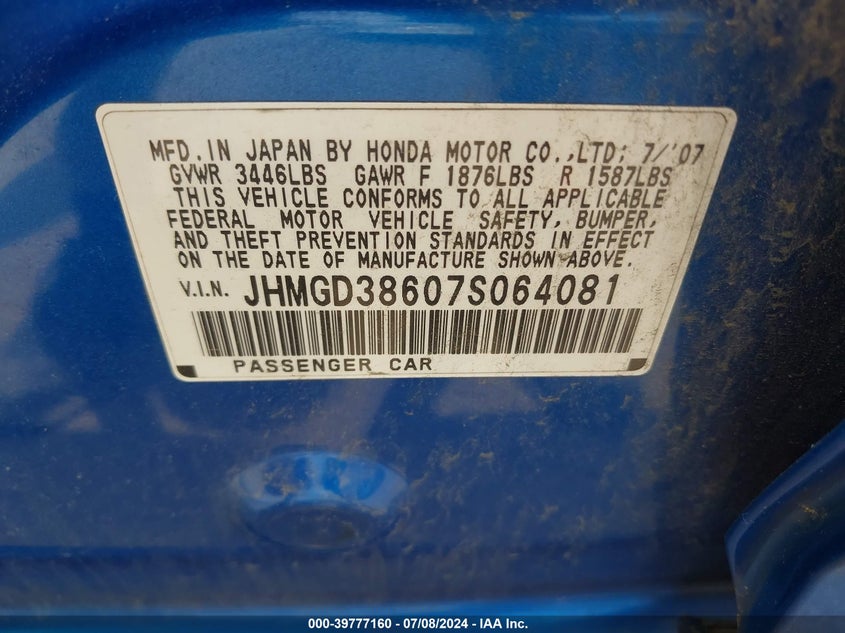 MFD. IN JAPAN BY HONDA MOTOR CO.,LTD; 7/'07
GVWR 3446LBS GAWR F 1876LBS R 1587LBS
THIS VEHICLE CONFORMS TO ALL APPLICABLE
FEDERAL MOTOR VEHICLE SAFETY, BUMPER,
AND THEFT PREVENTION STANDARDS IN EFFECT
ON THE DATE OF MANUFACTURE SHOWN ABOVE.
V.I.N. JHMGD38607S064081
PASSENGER CAR
000-39777160 - 07/08/2024 - IAA Inc.